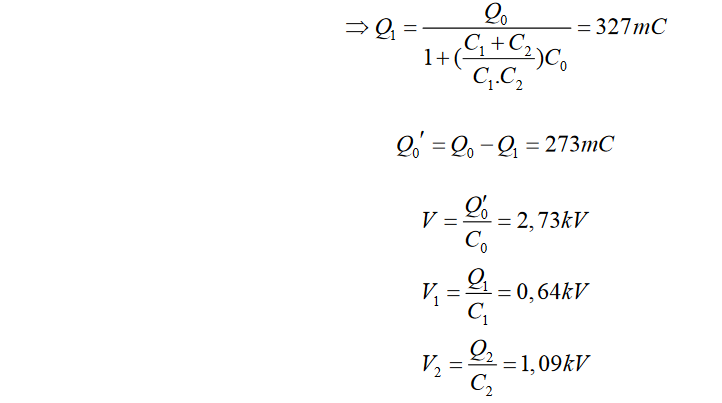 ⇒ Q₁ = Q₀ / (1 + ((C₁ + C₂) / (C₁.C₂))C₀) = 327mC
Q₀′ = Q₀ − Q₁ = 273mC
V = Q₀′ / C₀ = 2,73kV
V₁ = Q₁ / C₁ = 0,64kV
V₂ = Q₂ / C₂ = 1,09kV